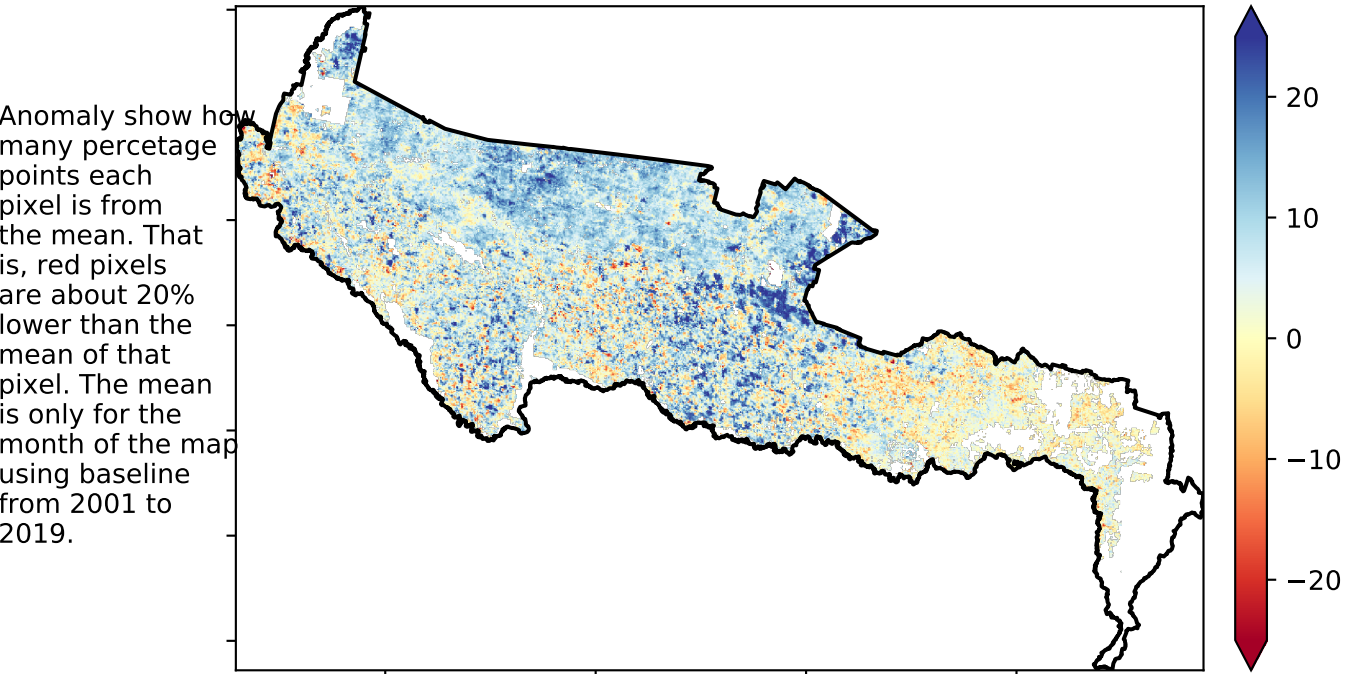 Anomaly show how
many percetage
points each
pixel is from
the mean. That
is, red pixels
are about 20%
lower than the
mean of that
pixel. The mean
is only for the
month of the map
using baseline
from 2001 to
2019.
20
10
0
−10
−20